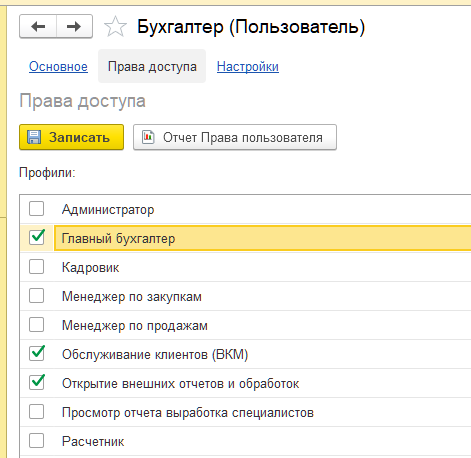 Бухгалтер (Пользователь)
Основное Права доступа Настройки
Права доступа
Записать Отчет Права пользователя
Профили:
Администратор
Главный бухгалтер
Кадровик
Менеджер по закупкам
Менеджер по продажам
Обслуживание клиентов (ВКМ)
Открытие внешних отчетов и обработок
Просмотр отчета выработка специалистов
Расчетник